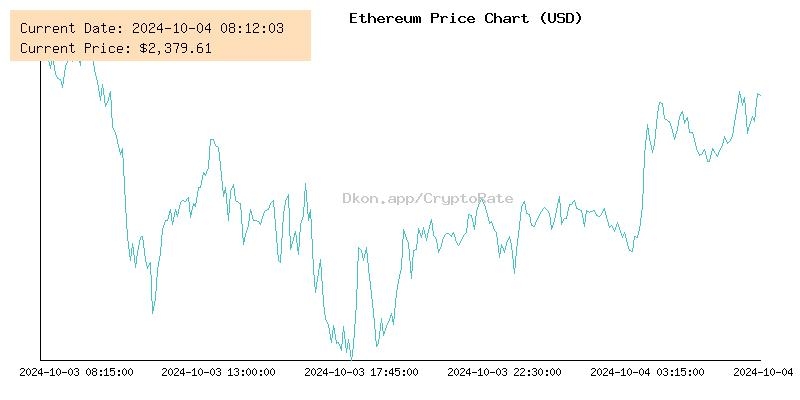 Ethereum Price Chart (USD)
Current Date: 2024-10-04 08:12:03
Current Price: $2,379.61
Dkon.app/CryptoRate
2024-10-03 08:15:00 2024-10-03 13:00:00 2024-10-03 17:45:00 2024-10-03 22:30:00 2024-10-04 03:15:00 2024-10-04